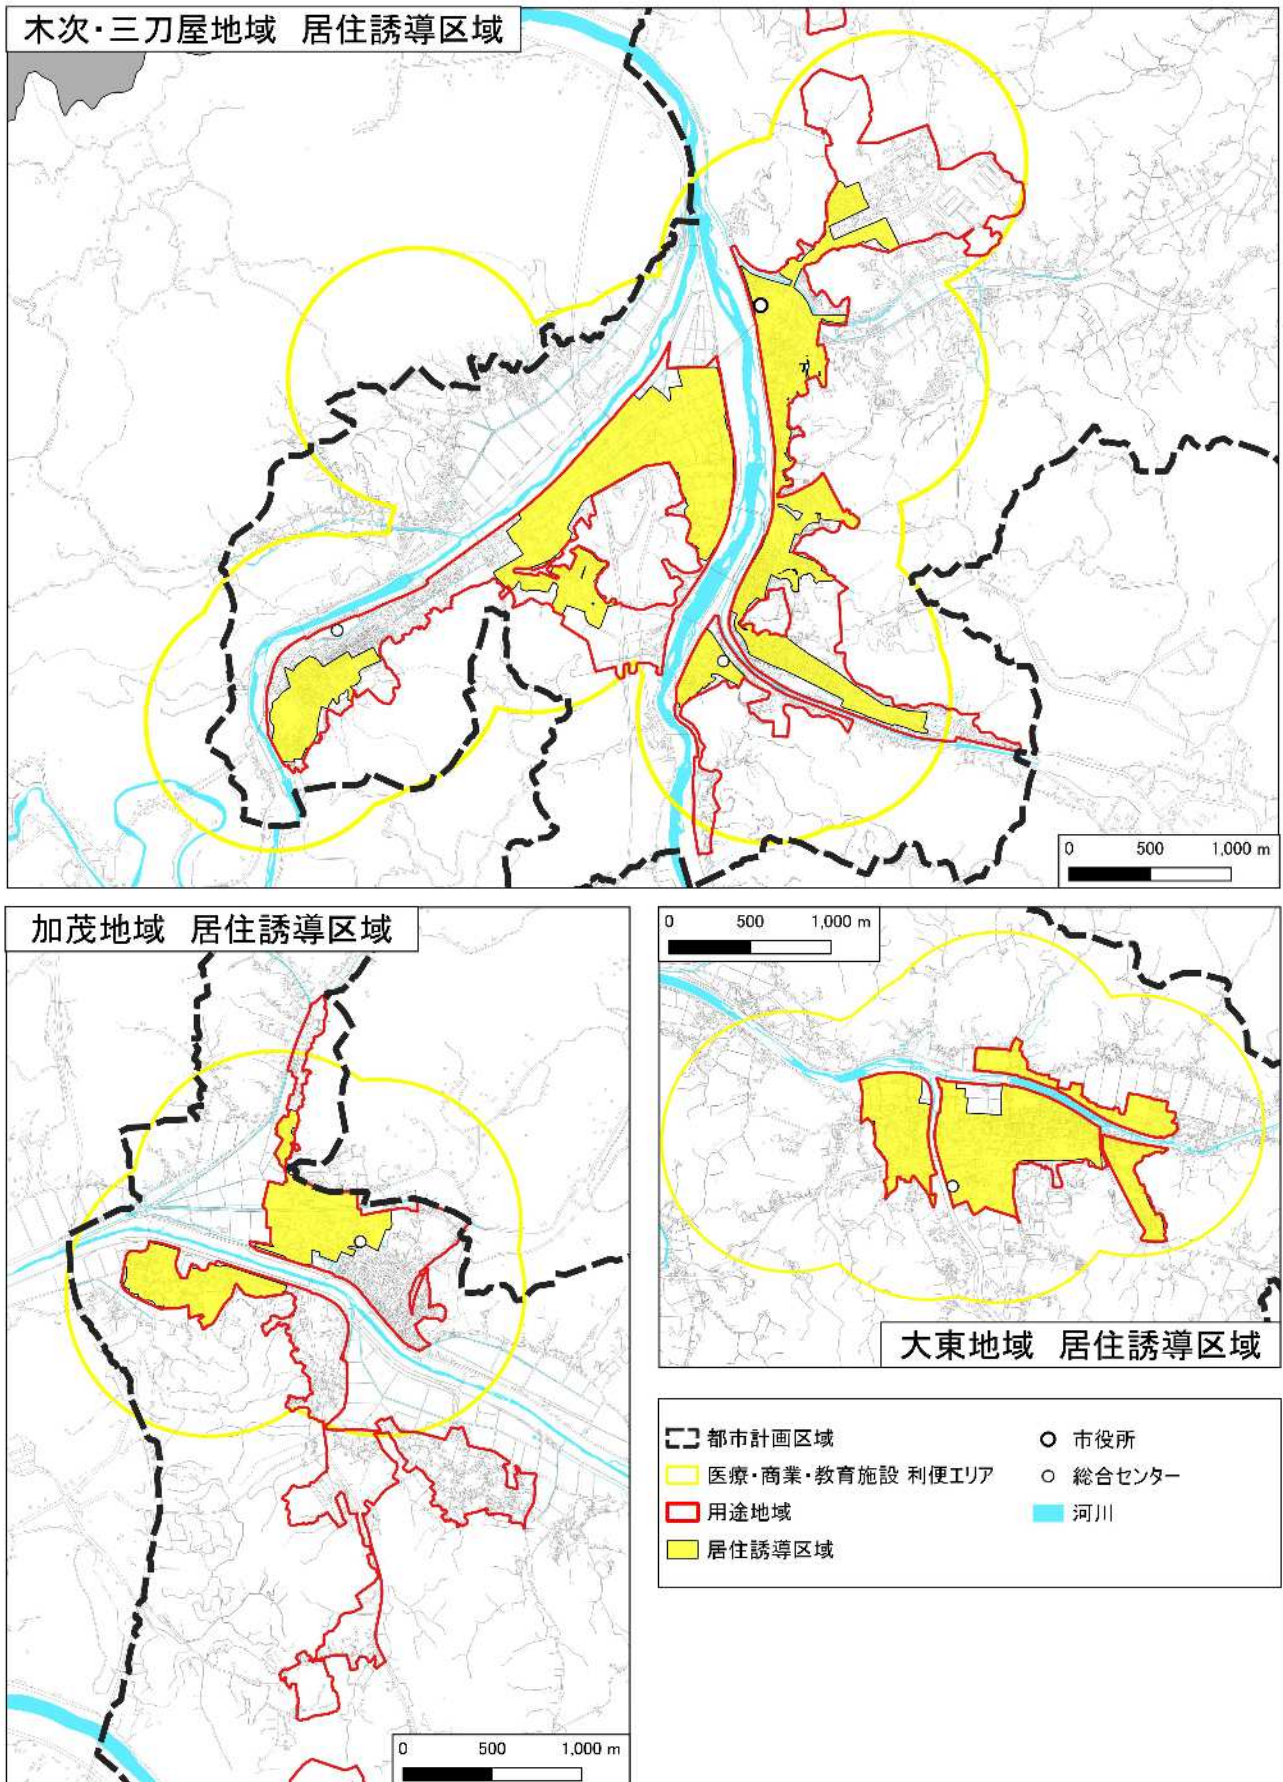 木次・三刀屋地域 居住誘導区域
0 500 1,000 m
加茂地域 居住誘導区域
0 500 1,000 m
0 500 1,000 m
大東地域 居住誘導区域
都市計画区域
医療・商業・教育施設 利便エリア
用途地域
居住誘導区域
市役所
総合センター
河川